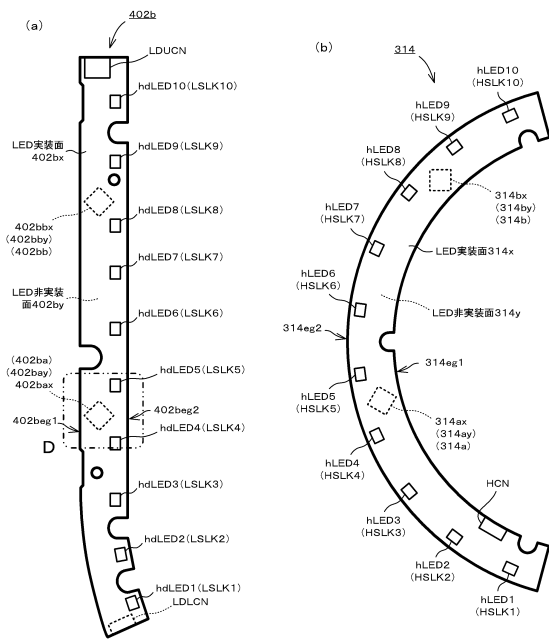 (a)
402b
LDUCN
hdLED10(LSLK10)
LED実装面
402bx
hdLED9(LSLK9)
402bbx
(402bby)
(402bb)
hdLED8(LSLK8)
hdLED7(LSLK7)
LED非実装
面402by
hdLED6(LSLK6)
(402ba)
(402bay)
402bax
hdLED5(LSLK5)
402beg1
402beg2
D
hdLED4(LSLK4)
hdLED3(LSLK3)
hdLED2(LSLK2)
hdLED1(LSLK1)
LDLCN
(b)
314
hLED10
(HSLK10)
hLED9
(HSLK9)
hLED8
(HSLK8)
314bx
(314by)
(314b)
hLED7
(HSLK7)
LED実装面314x
hLED6
(HSLK6)
LED非実装面314y
314eg2
314eg1
hLED5
(HSLK5)
314ax
(314ay)
(314a)
hLED4
(HSLK4)
HCN
hLED3
(HSLK3)
hLED2
(HSLK2)
hLED1
(HSLK1)